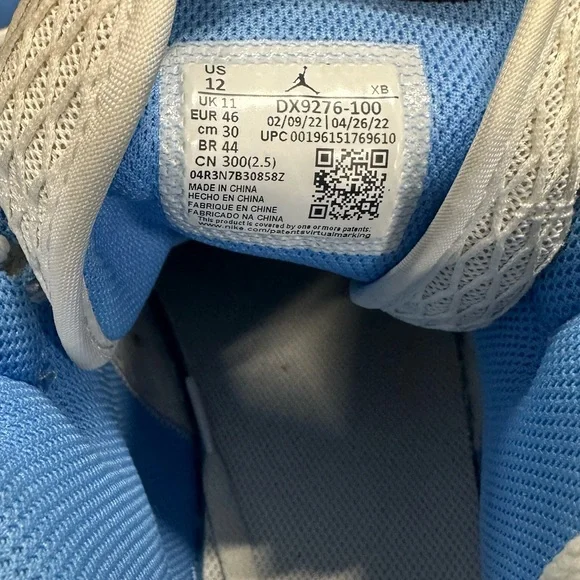 US
12
XB
UK 11
EUR 46
cm 30
BR 44
CN 300(2.5)
DX9276-100
02/09/22 | 04/26/22
UPC 00196151769610
04R3N7B30858Z
MADE IN CHINA
HECHO EN CHINA
FABRIQUE EN CHINE
FABRICADO NA CHINA
This product is covered by one or more patents.
www.nike.com/patentsvirtualmarking